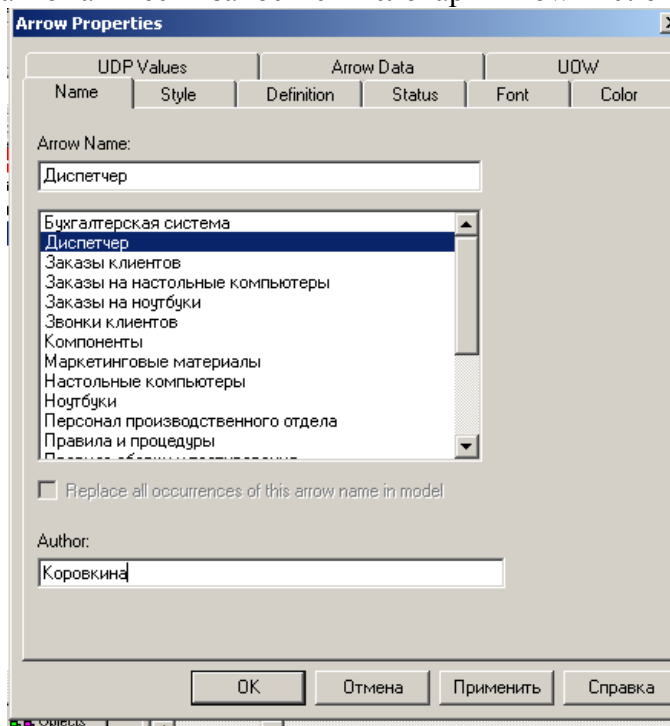 Arrow Properties
UDP Values Arrow Data UOW
Name Style Definition Status Font Color
Arrow Name:
Диспетчер
Бухгалтерская система
Диспетчер
Заказы клиентов
Заказы на настольные компьютеры
Заказы на ноутбуки
Звонки клиентов
Компоненты
Маркетинговые материалы
Настольные компьютеры
Ноутбуки
Персонал производственного отдела
Правила и процедуры
Replace all occurrences of this arrow name in model
Author:
Коровкина
OK Отмена Применить Справка
Objects